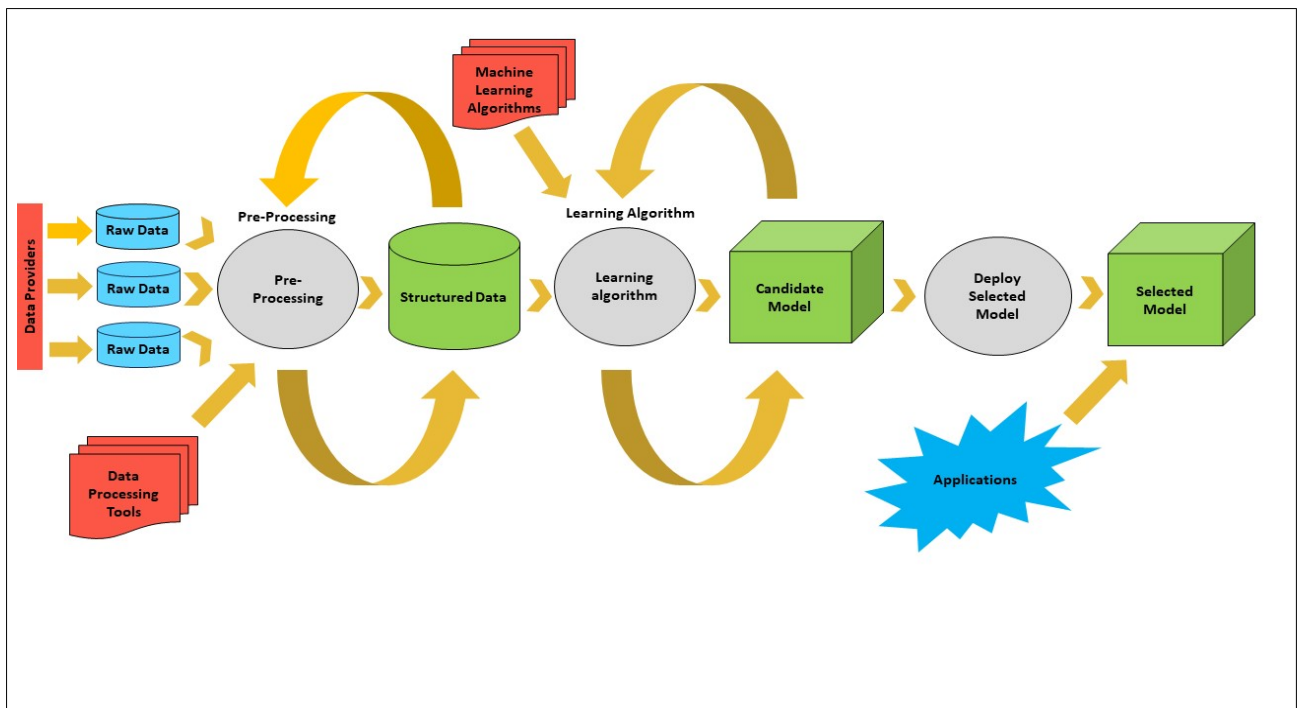 Machine
Learning
Algorithms
Pre-Processing
Learning Algorithm
Data Providers
Raw Data
Raw Data
Raw Data
Pre-
Processing
Structured Data
Learning
algorithm
Candidate
Model
Deploy
Selected
Model
Selected
Model
Data
Processing
Tools
Applications